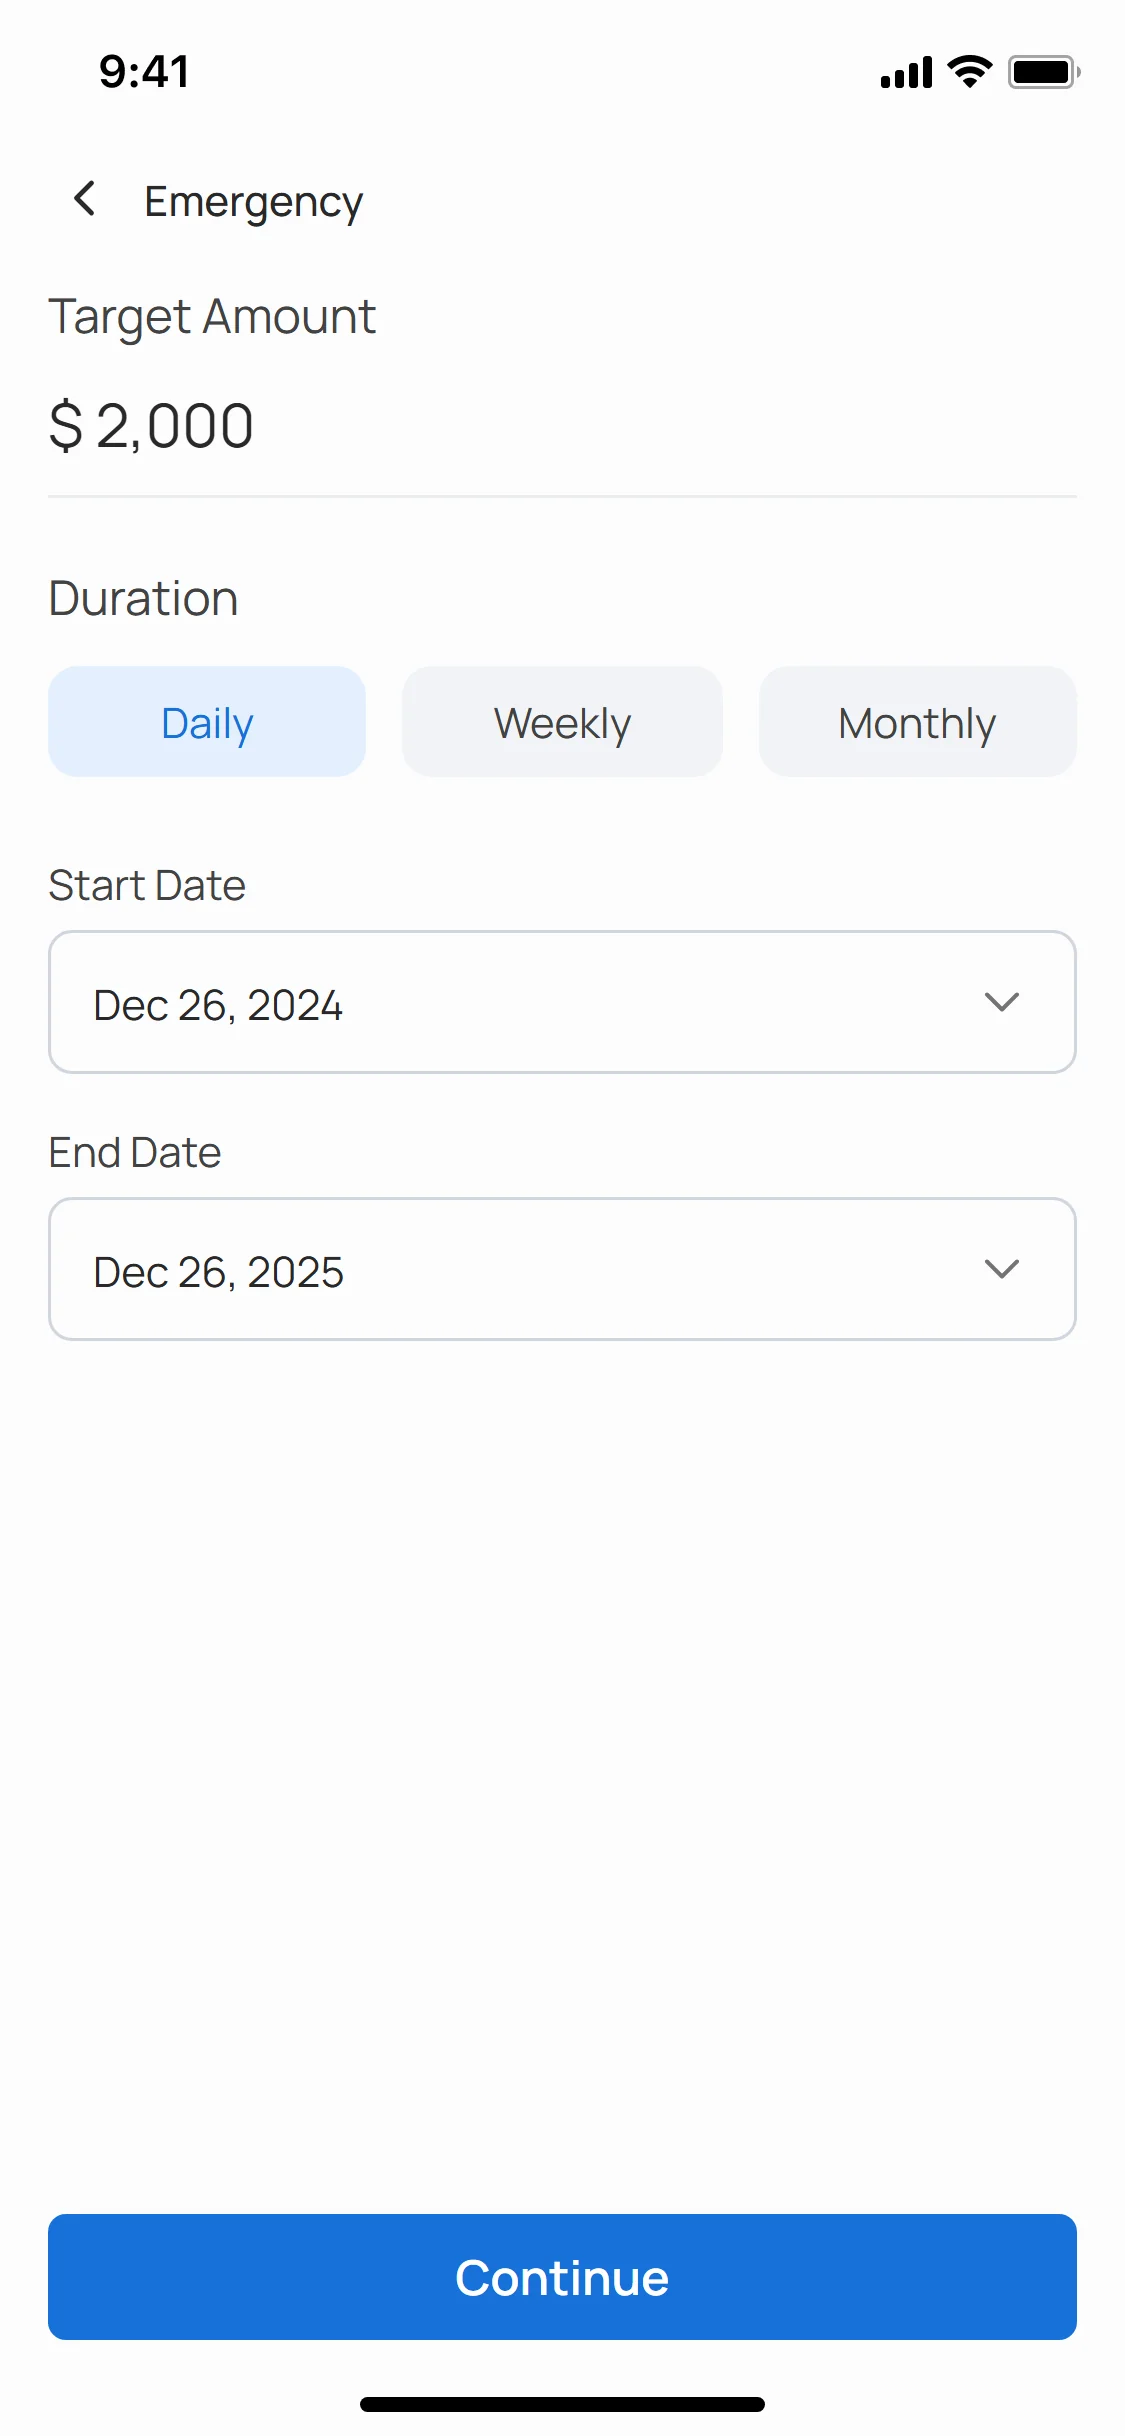 9:41
Emergency
Target Amount
$ 2,000
Duration
Daily Weekly Monthly
Start Date
Dec 26, 2024
End Date
Dec 26, 2025
Continue